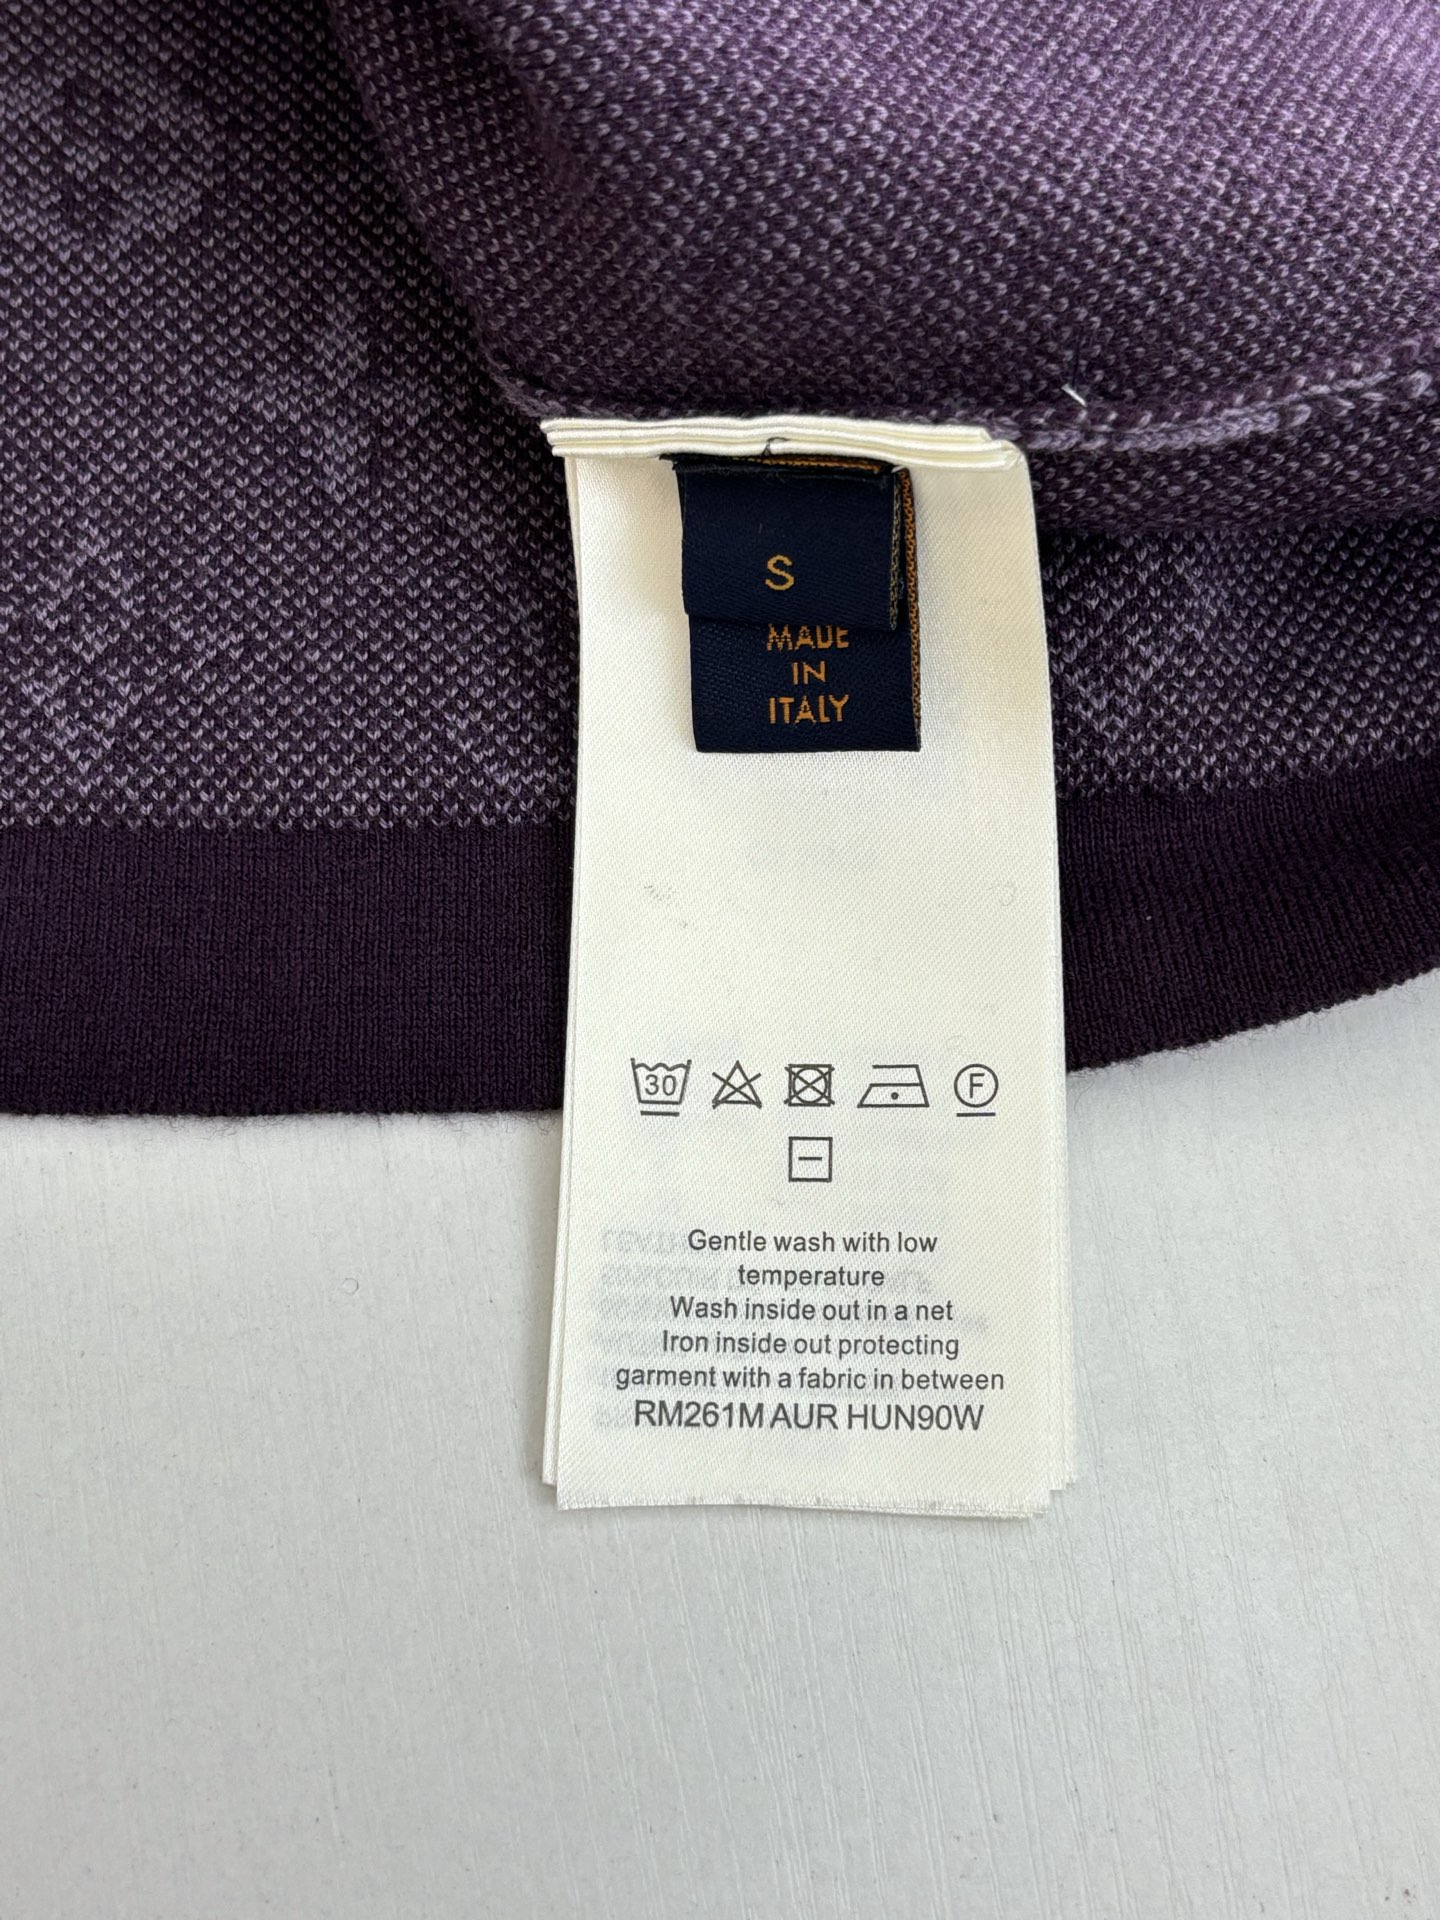 S
MADE
IN
ITALY
30
F
Gentle wash with low
temperature
Wash inside out in a net
Iron inside out protecting
garment with a fabric in between
RM261M AUR HUN90W